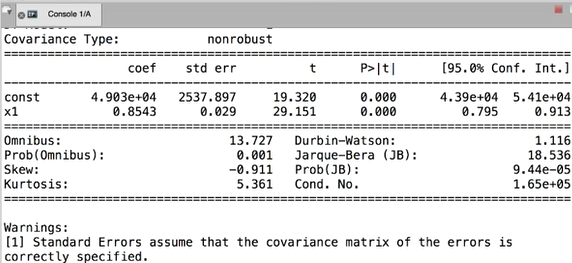 Console 1/A
Covariance Type: nonrobust
coef std err t P>|t| [95.0% Conf. Int.]
const 4.903e+04 2537.897 19.320 0.000 4.39e+04 5.41e+04
x1 0.8543 0.029 29.151 0.000 0.795 0.913
Omnibus: 13.727 Durbin-Watson: 1.116
Prob(Omnibus): 0.001 Jarque-Bera (JB): 18.536
Skew: -0.911 Prob(JB): 9.44e-05
Kurtosis: 5.361 Cond. No. 1.65e+05
Warnings:
[1] Standard Errors assume that the covariance matrix of the errors is
correctly specified.